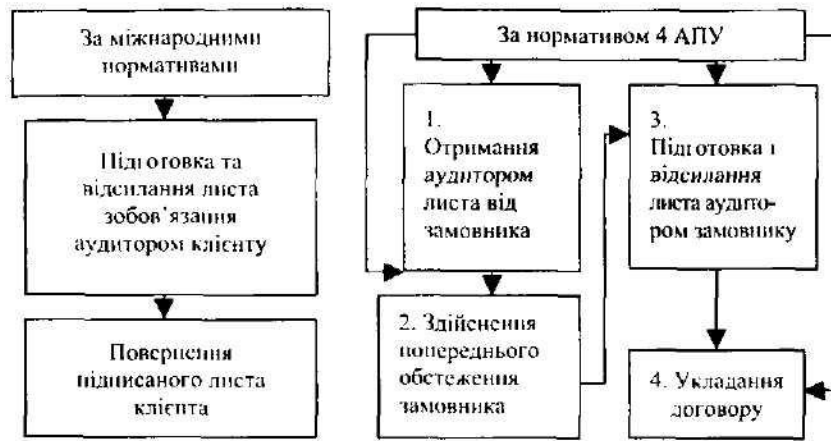 За міжнародними
нормативами
Підготовка та
відсилання листа
зобов’язання
аудитором клієнту
Повернення
підписаного листа
клієнта
За нормативом 4 АПУ
1.
Отримання
аудитором
листа від
замовника
2. Здійснення
попереднього
обстеження
замовника
3.
Підготовка і
відсилання
листа аудито-
ром замовнику
4. Укладання
договору